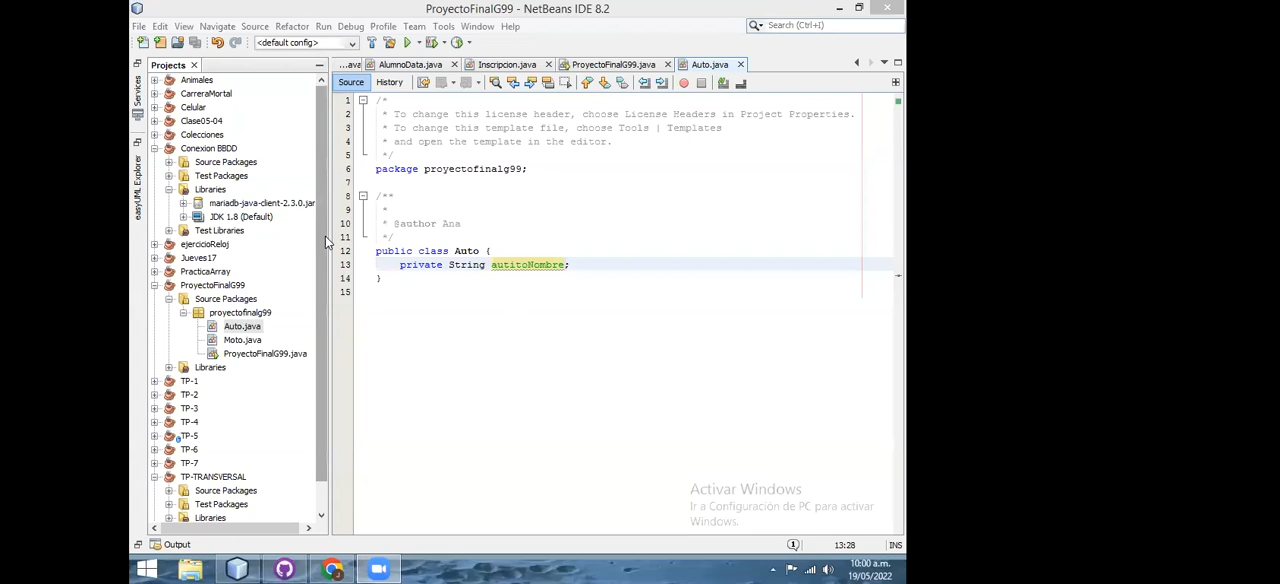 ProyectoFinalG99 - NetBeans IDE 8.2
File Edit View Navigate Source Refactor Run Debug Profile Team Tools Window Help
Search (Ctrl+I)
<default config>
Projects
...ava
AlumnoData.java
Inscripcion.java
ProyectoFinalG99.java
Auto.java
Source
History
Services
easyUML Explorer
Animales
CarreraMortal
Celular
Clase05-04
Colecciones
Conexion BBDD
Source Packages
Test Packages
Libraries
mariadb-java-client-2.3.0.jar
JDK 1.8 (Default)
Test Libraries
ejercicioReloj
Jueves17
PracticaArray
ProyectoFinalG99
Source Packages
proyectofinalg99
Auto.java
Moto.java
ProyectoFinalG99.java
Libraries
TP-1
TP-2
TP-3
TP-4
TP-5
TP-6
TP-7
TP-TRANSVERSAL
Source Packages
Test Packages
Libraries
1 /*
2 * To change this license header, choose License Headers in Project Properties.
3 * To change this template file, choose Tools | Templates
4 * and open the template in the editor.
5 */
6 package proyectofinalg99;
7
8 /**
9 *
10 * @author Ana
11 */
12 public class Auto {
13 private String autitoNombre;
14 }
15
Activar Windows
Ir a Configuración de PC para activar
Windows.
Output
1
13:28
INS
10:00 a.m.
19/05/2022